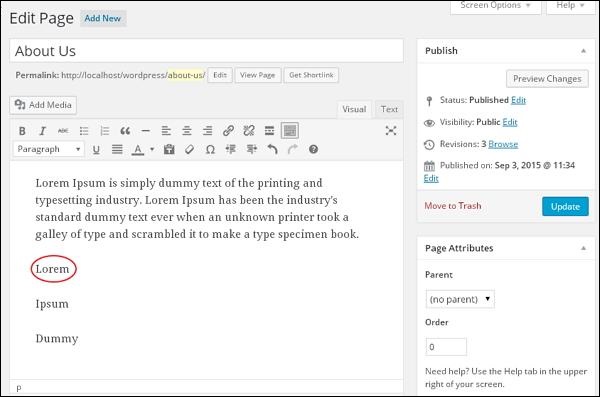 Edit Page Add New
Screen Options Help
About Us
Permalink: http://localhost/wordpress/about-us/ Edit View Page Get Shortlink
Add Media
Visual Text
B I ABC
Paragraph U A Ω ?
Lorem Ipsum is simply dummy text of the printing and
typesetting industry. Lorem Ipsum has been the industry's
standard dummy text ever when an unknown printer took a
galley of type and scrambled it to make a type specimen book.
Lorem
Ipsum
Dummy
p
Publish
Preview Changes
Status: Published Edit
Visibility: Public Edit
Revisions: 3 Browse
Published on: Sep 3, 2015 @ 11:34
Edit
Move to Trash Update
Page Attributes
Parent
(no parent)
Order
0
Need help? Use the Help tab in the upper
right of your screen.